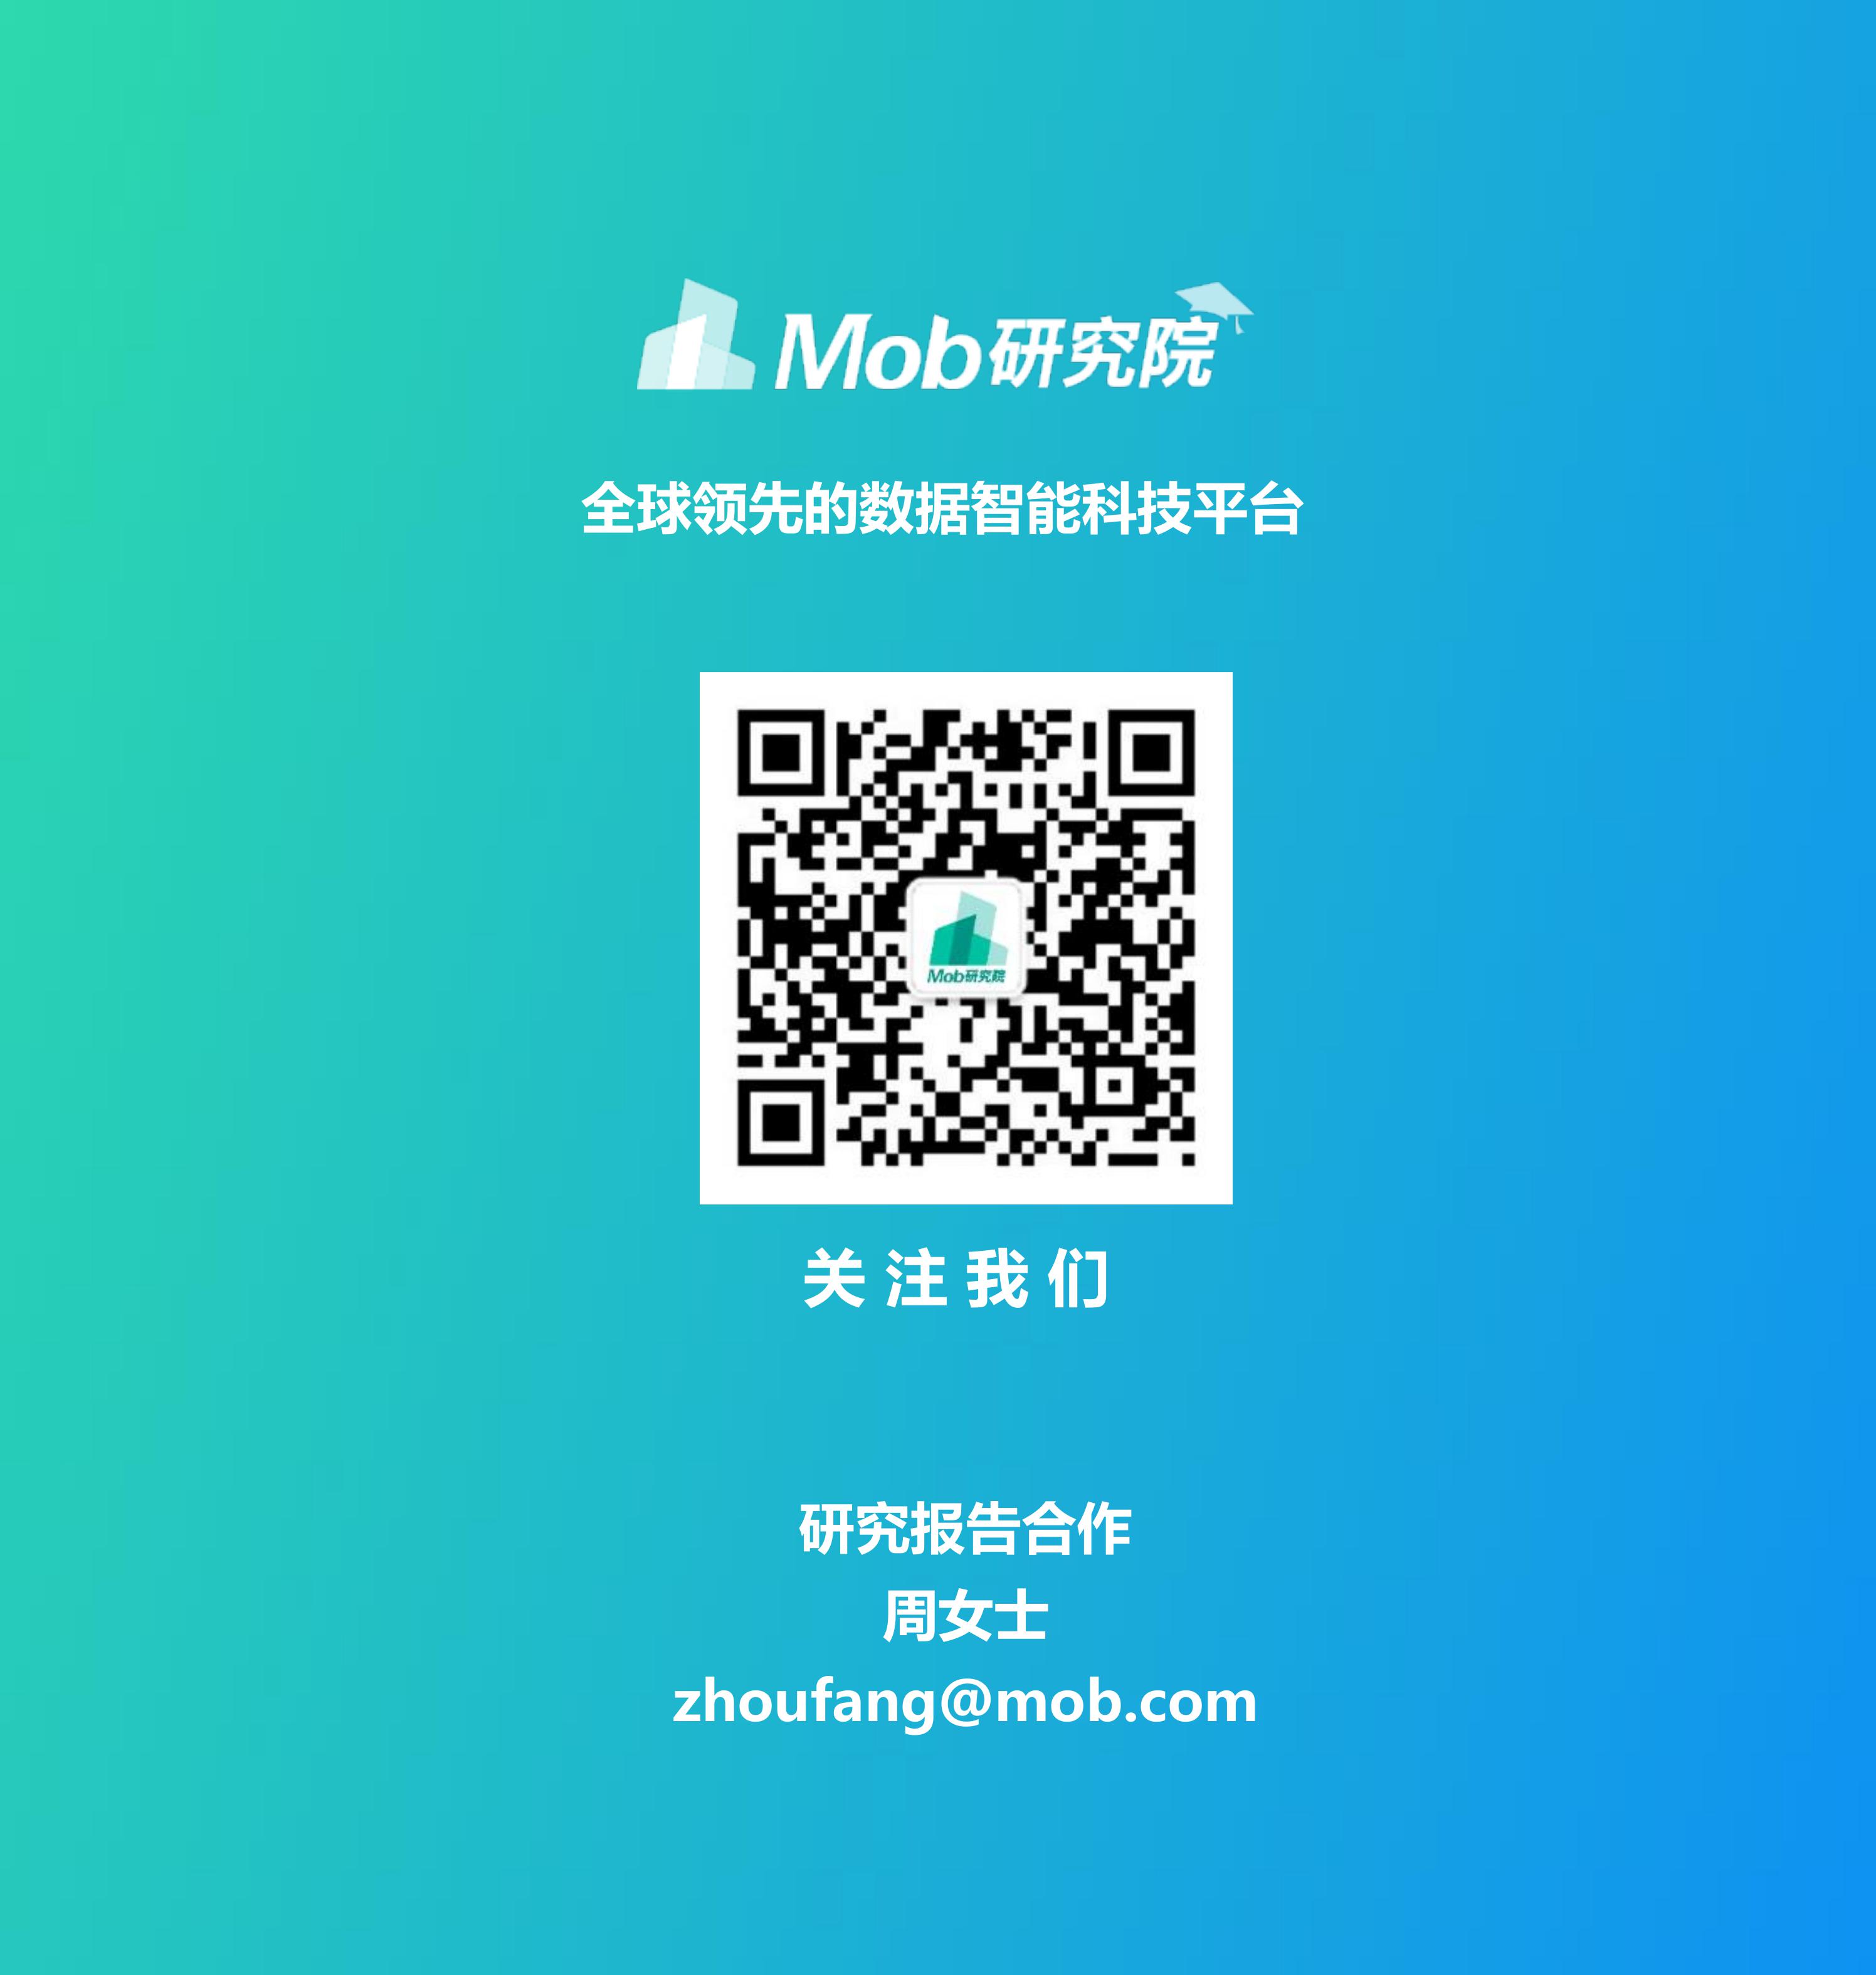 Mob研究院
全球领先的数据智能科技平台
Mob研究院
关注我们
研究报告合作
周女士
zhoufang@mob.com